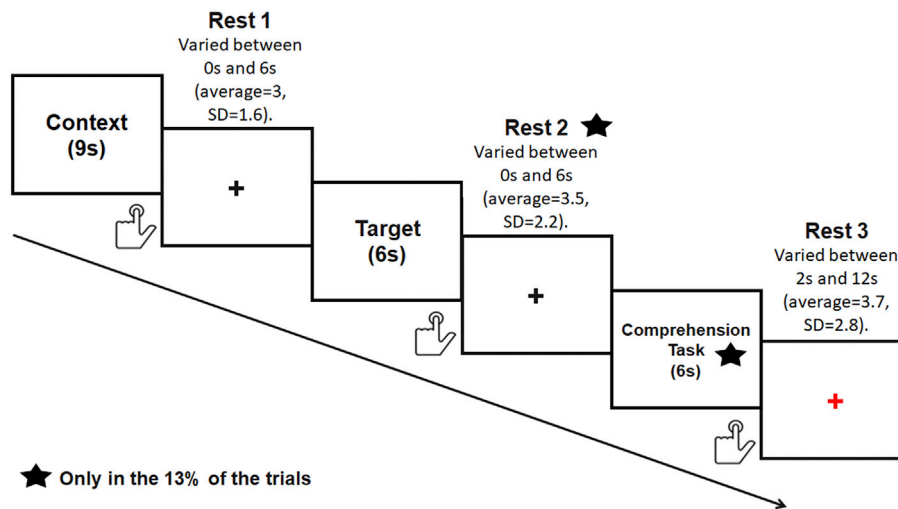 Rest 1
Varied between
0s and 6s
(average=3,
SD=1.6).
Context
(9s)
+
Rest 2
Varied between
0s and 6s
(average=3.5,
SD=2.2).
Target
(6s)
+
Rest 3
Varied between
2s and 12s
(average=3.7,
SD=2.8).
Comprehension
Task
(6s)
+
Only in the 13% of the trials